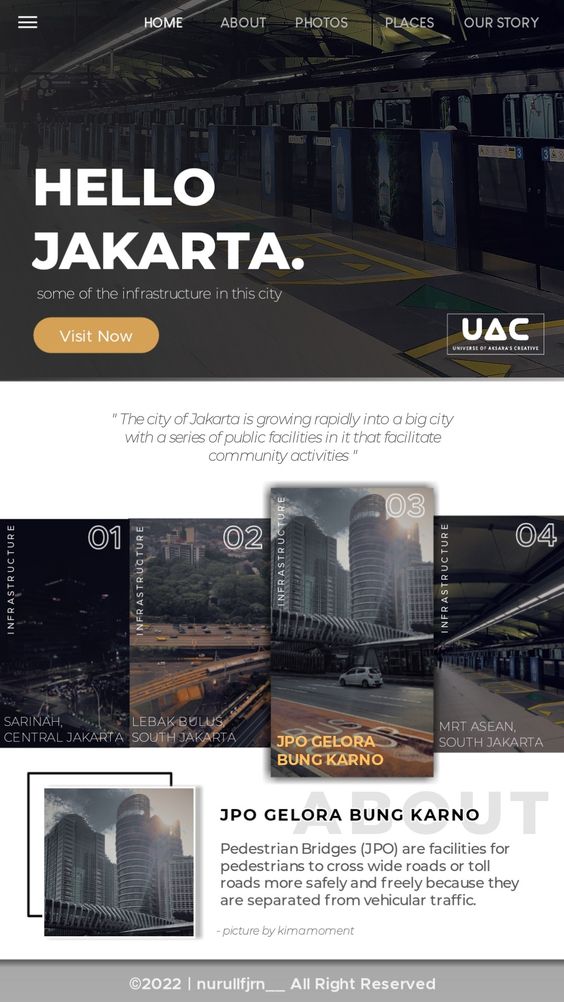 HOME ABOUT PHOTOS PLACES OUR STORY
HELLO
JAKARTA.
some of the infrastructure in this city
Visit Now
UAC
UNIVERSE OF AKSARA'S CREATIVE
" The city of Jakarta is growing rapidly into a big city
with a series of public facilities in it that facilitate
community activities "
INFRASTRUCTURE
01
SARINAH,
CENTRAL JAKARTA
INFRASTRUCTURE
02
LEBAK BULUS,
SOUTH JAKARTA
INFRASTRUCTURE
03
JPO GELORA
BUNG KARNO
INFRASTRUCTURE
04
MRT ASEAN,
SOUTH JAKARTA
ABOUT
JPO GELORA BUNG KARNO
Pedestrian Bridges (JPO) are facilities for
pedestrians to cross wide roads or toll
roads more safely and freely because they
are separated from vehicular traffic.
- picture by kimamoment
©2022 | nurullfjrn__ All Right Reserved